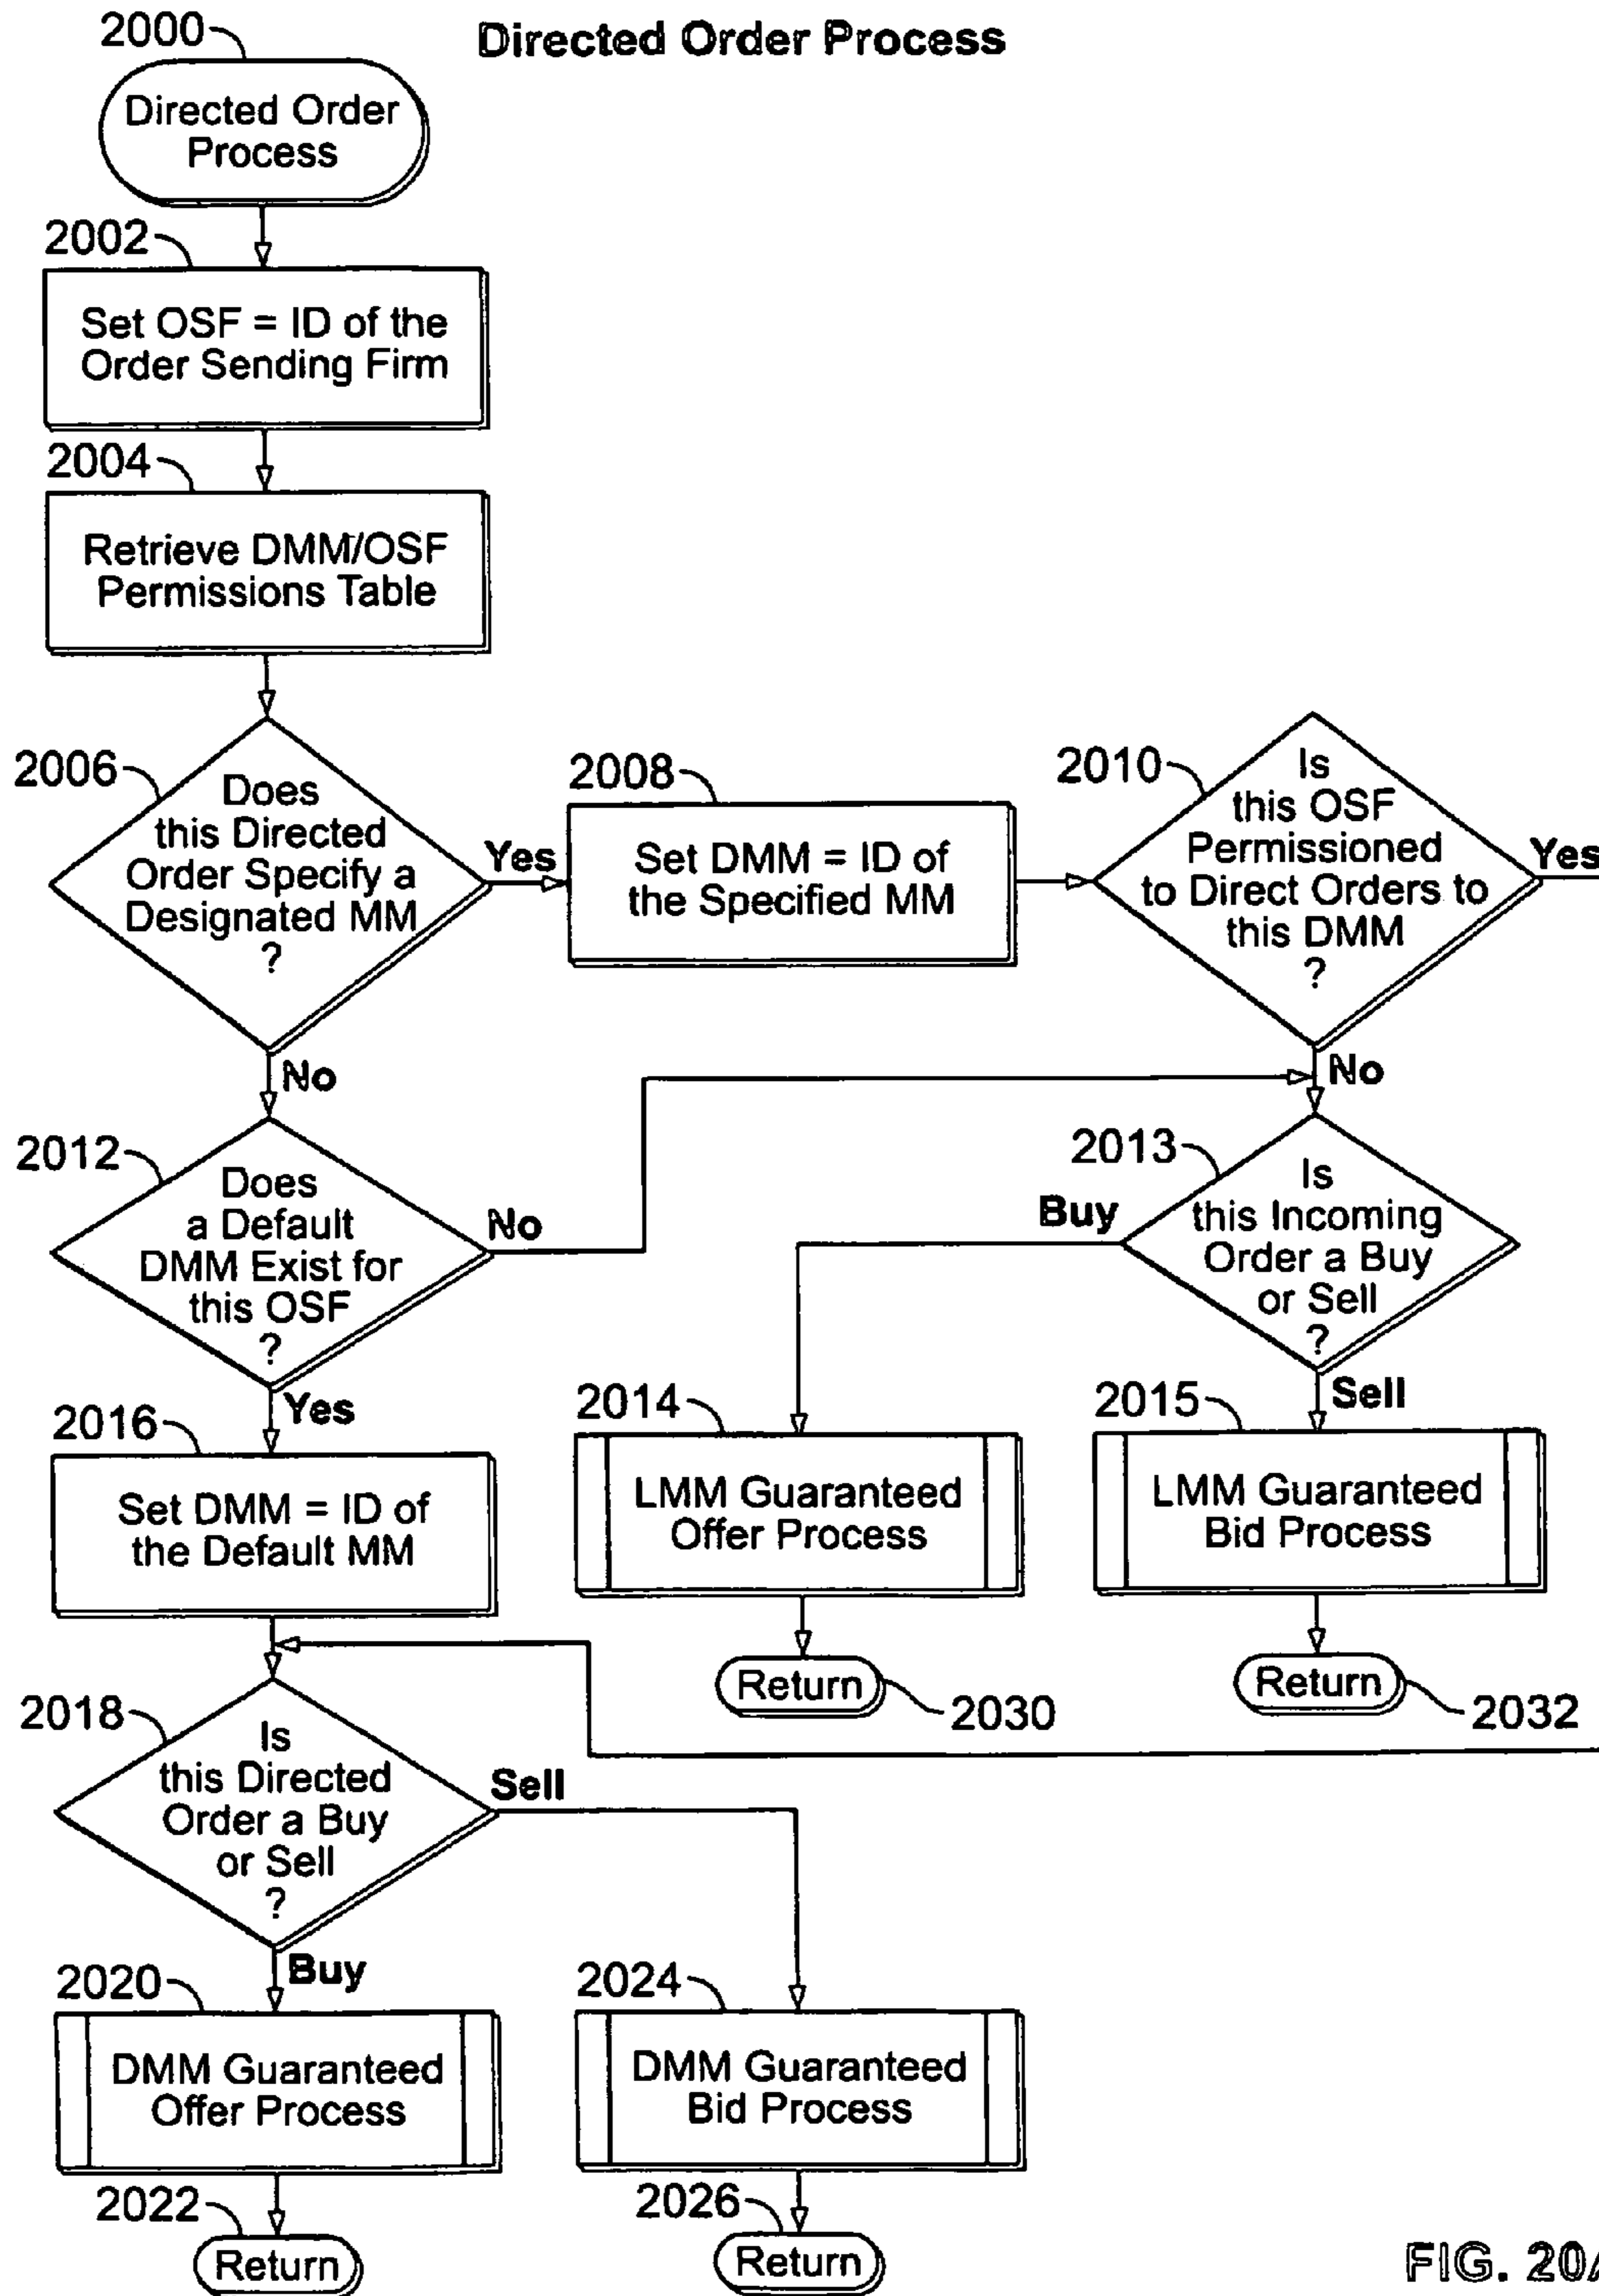 2000
Directed Order Process
Directed Order
Process
2002
Set OSF = ID of the
Order Sending Firm
2004
Retrieve DMM/OSF
Permissions Table
2006
Does
this Directed
Order Specify a
Designated MM
?
Yes
No
2008
Set DMM = ID of
the Specified MM
2010
Is
this OSF
Permissioned
to Direct Orders to
this DMM
?
Yes
No
2012
Does
a Default
DMM Exist for
this OSF
?
No
Yes
2013
Is
this Incoming
Order a Buy
or Sell
?
Buy
Sell
2014
LMM Guaranteed
Offer Process
2015
LMM Guaranteed
Bid Process
2016
Set DMM = ID of
the Default MM
Return
2030
Return
2032
2018
Is
this Directed
Order a Buy
or Sell
?
Sell
Buy
2020
DMM Guaranteed
Offer Process
2024
DMM Guaranteed
Bid Process
2022
Return
2026
Return
FIG. 20A